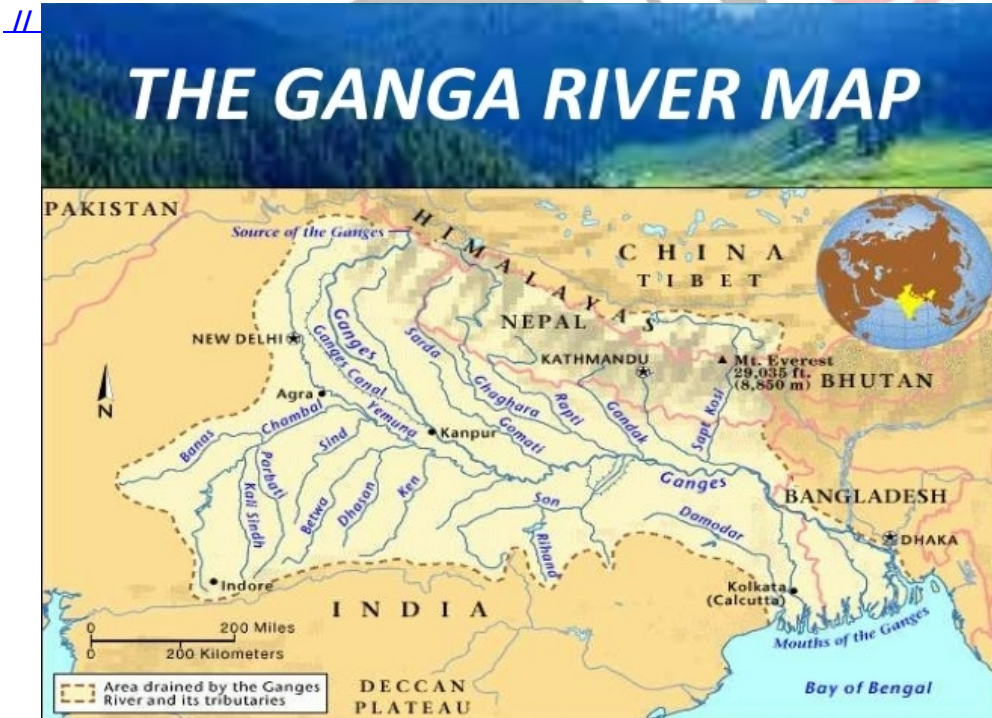 //
THE GANGA RIVER MAP
PAKISTAN
Source of the Ganges
HIMALAYAS
CHINA
TIBET
NEPAL
NEW DELHI
Ganges
Ganges Canal
Sarda
KATHMANDU
Mt. Everest
29,035 ft.
(8,850 m)
BHUTAN
N
Agra
Chambal
Yemuna
Kanpur
Ghaghara
Gomati
Rapti
Gandak
Sapt Kosi
Banas
Sind
Parbati
Kali Sindh
Betwa
Dhasan
Ken
Son
Rihand
Ganges
Damodar
BANGLADESH
DHAKA
Indore
INDIA
Kolkata
(Calcutta)
Mouths of the Ganges
0 200 Miles
0 200 Kilometers
Area drained by the Ganges
River and its tributaries
DECCAN
PLATEAU
Bay of Bengal